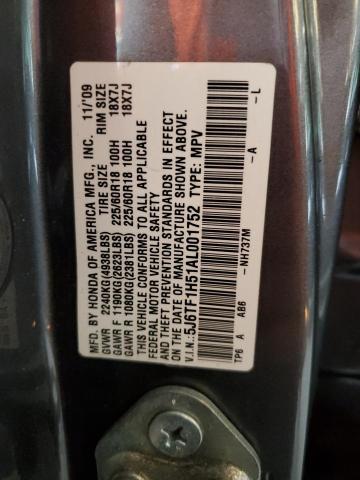 MFD. BY HONDA OF AMERICA MFG., INC. 11/'09
TIRE SIZE RIM SIZE
GVWR 2240KG(4938LBS)
GAWR F 1190KG(2623LBS) 225/60R18 100H 18X7J
GAWR R 1080KG(2381LBS) 225/60R18 100H 18X7J
THIS VEHICLE CONFORMS TO ALL APPLICABLE
FEDERAL MOTOR VEHICLE SAFETY
AND THEFT PREVENTION STANDARDS IN EFFECT
ON THE DATE OF MANUFACTURE SHOWN ABOVE.
V.I.N.: 5J6TF1H51AL001752 TYPE: MPV
-NH737M -A -L
TP6 A AB6